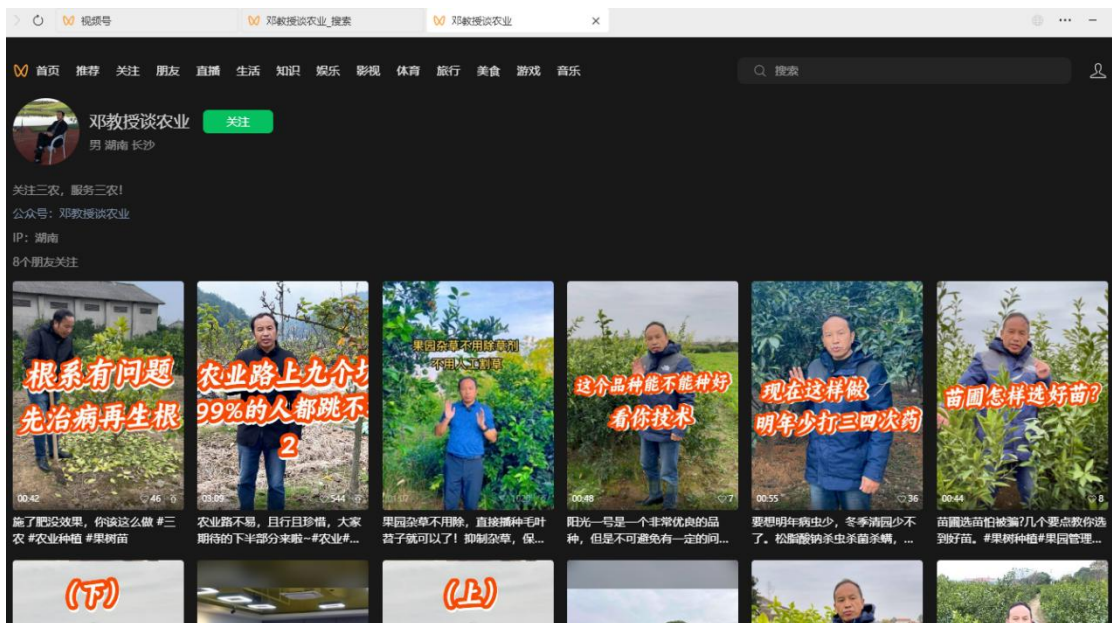 视频号
邓教授谈农业_搜索
邓教授谈农业
首页 推荐 关注 朋友 直播 生活 知识 娱乐 影视 体育 旅行 美食 游戏 音乐
搜索
邓教授谈农业
关注
男 湖南 长沙
关注三农，服务三农！
公众号：邓教授谈农业
IP：湖南
8个朋友关注
根系有问题
先治病再生根
00:42
46
施了肥没效果，你该这么做 #三
农 #农业种植 #果树苗
农业路上九个坎
99%的人都跳不
2
03:09
544
农业路不易，且行且珍惜，大家
期待的下半部分来啦~#农业#...
果园杂草不用除草剂
不用人工割草
果园杂草不用除，直接播种毛叶
苕子就可以了！抑制杂草，保...
这个品种能不能种好
看你技术
00:48
7
阳光一号是一个非常优良的品
种，但是不可避免有一定的问...
现在这样做，
明年少打三四次药
00:55
36
要想明年病虫少，冬季清园少不
了。松脂酸钠杀虫杀菌杀螨，...
苗圃怎样选好苗？
00:44
8
苗圃选苗怕被骗?几个要点教你选
到好苗。#果树种植#果园管理...
（下）
（上）